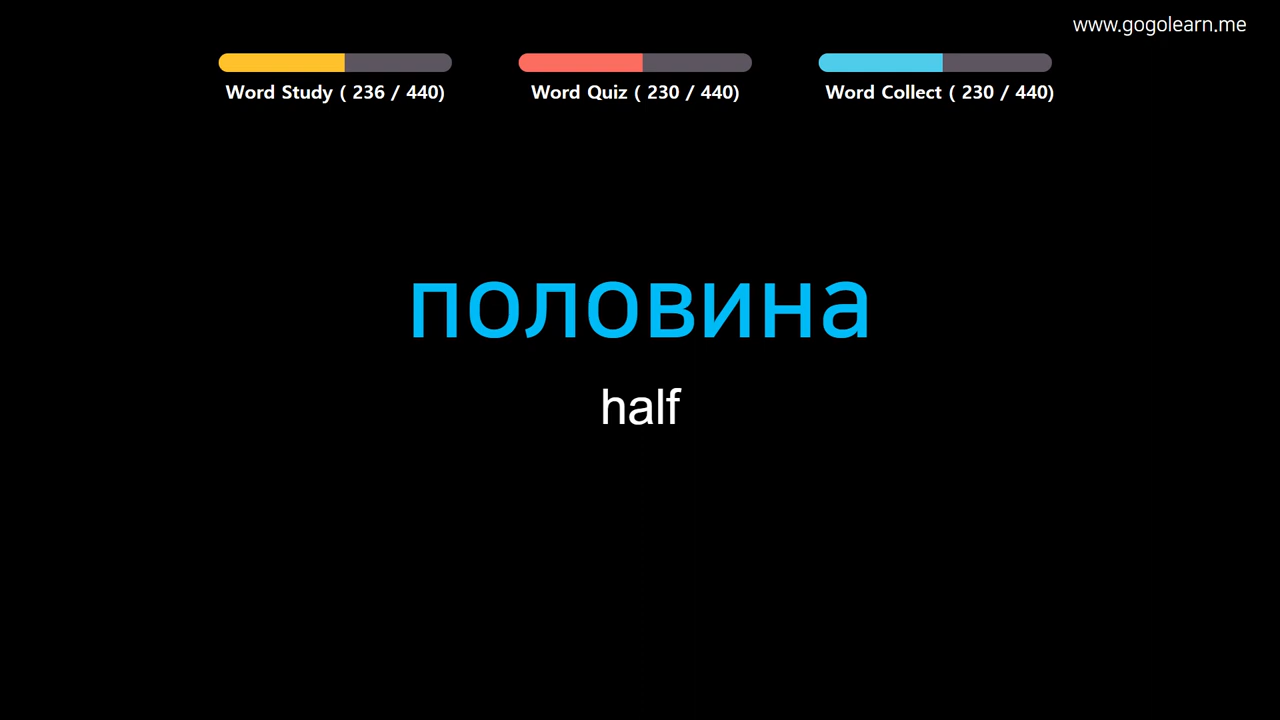 www.gogolearn.me
Word Study ( 236 / 440)
Word Quiz ( 230 / 440)
Word Collect ( 230 / 440)
половина
half